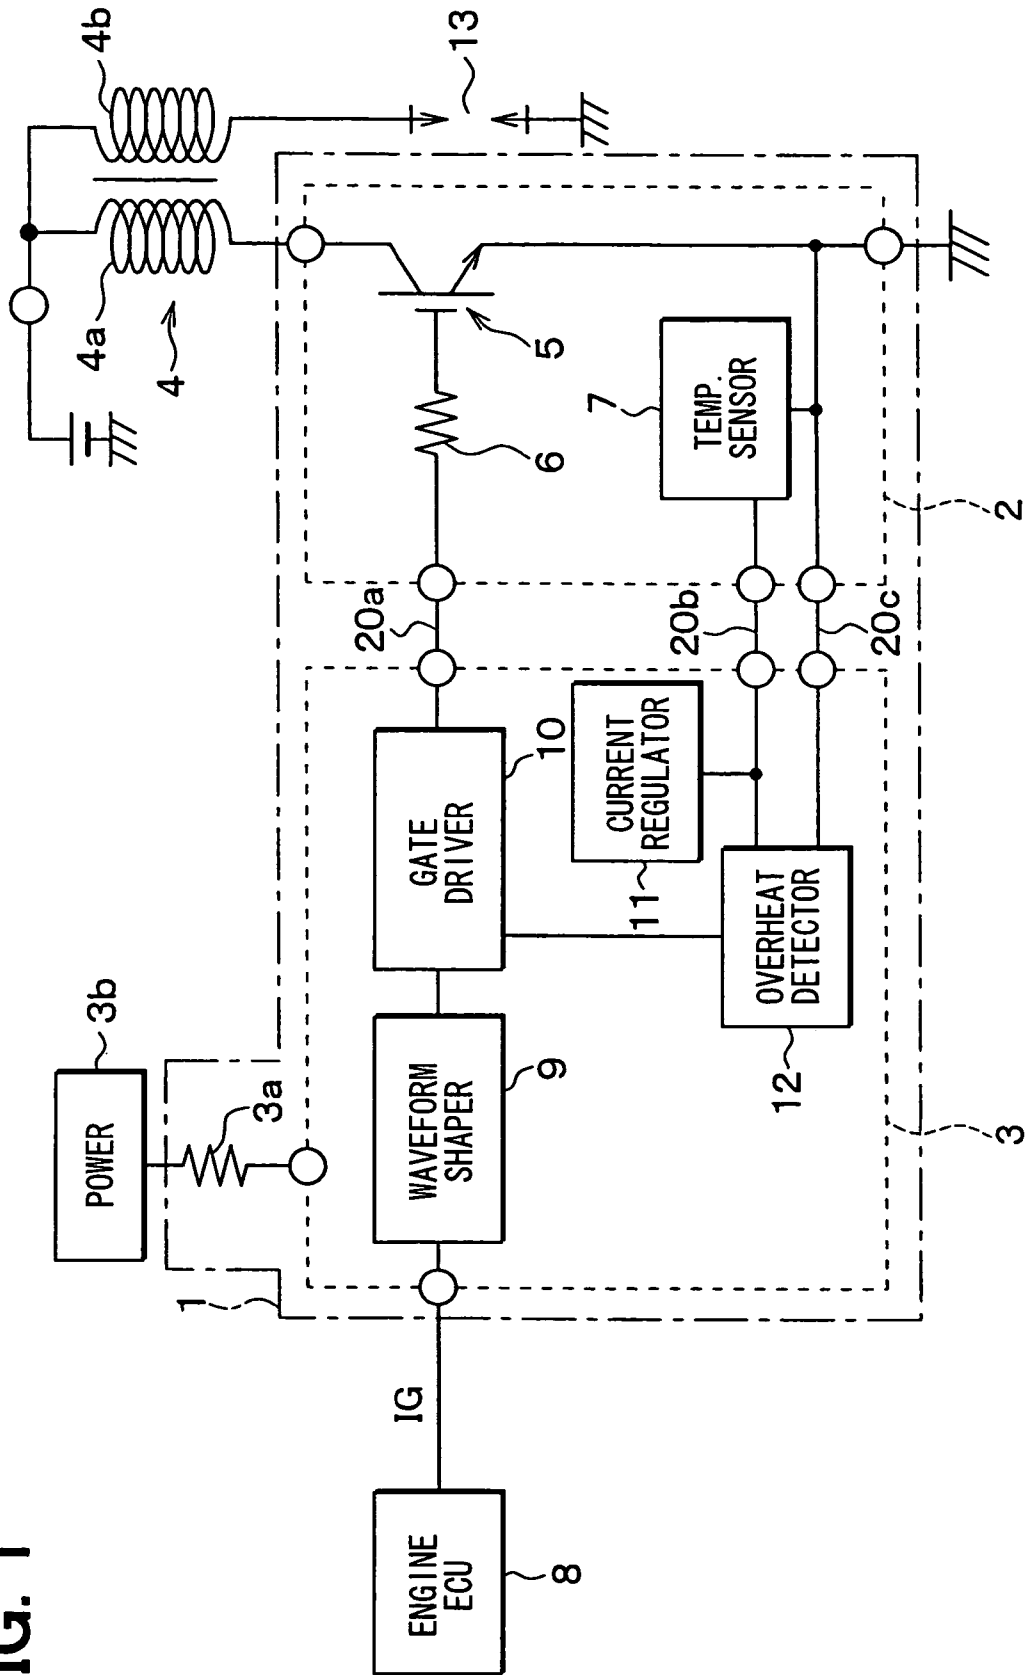 IG. 1
ENGINE
ECU
8
IG
1
POWER
3b
3a
WAVEFORM
SHAPER
9
GATE
DRIVER
10
CURRENT
REGULATOR
11
OVERHEAT
DETECTOR
12
3
20a
20b
20c
6
5
TEMP.
SENSOR
7
2
4
4a
4b
13